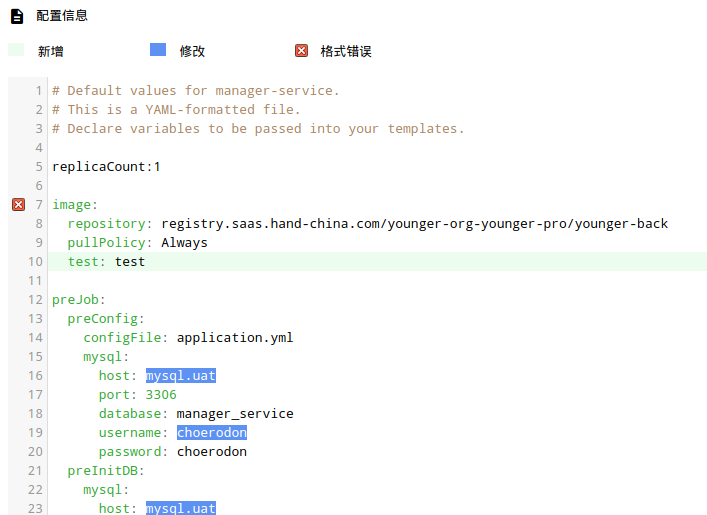 配置信息
新增 修改 格式错误
1 # Default values for manager-service.
2 # This is a YAML-formatted file.
3 # Declare variables to be passed into your templates.
4
5 replicaCount:1
6
7 image:
8 repository: registry.saas.hand-china.com/younger-org-younger-pro/younger-back
9 pullPolicy: Always
10 test: test
11
12 preJob:
13 preConfig:
14 configFile: application.yml
15 mysql:
16 host: mysql.uat
17 port: 3306
18 database: manager_service
19 username: choerodon
20 password: choerodon
21 preInitDB:
22 mysql:
23 host: mysql.uat